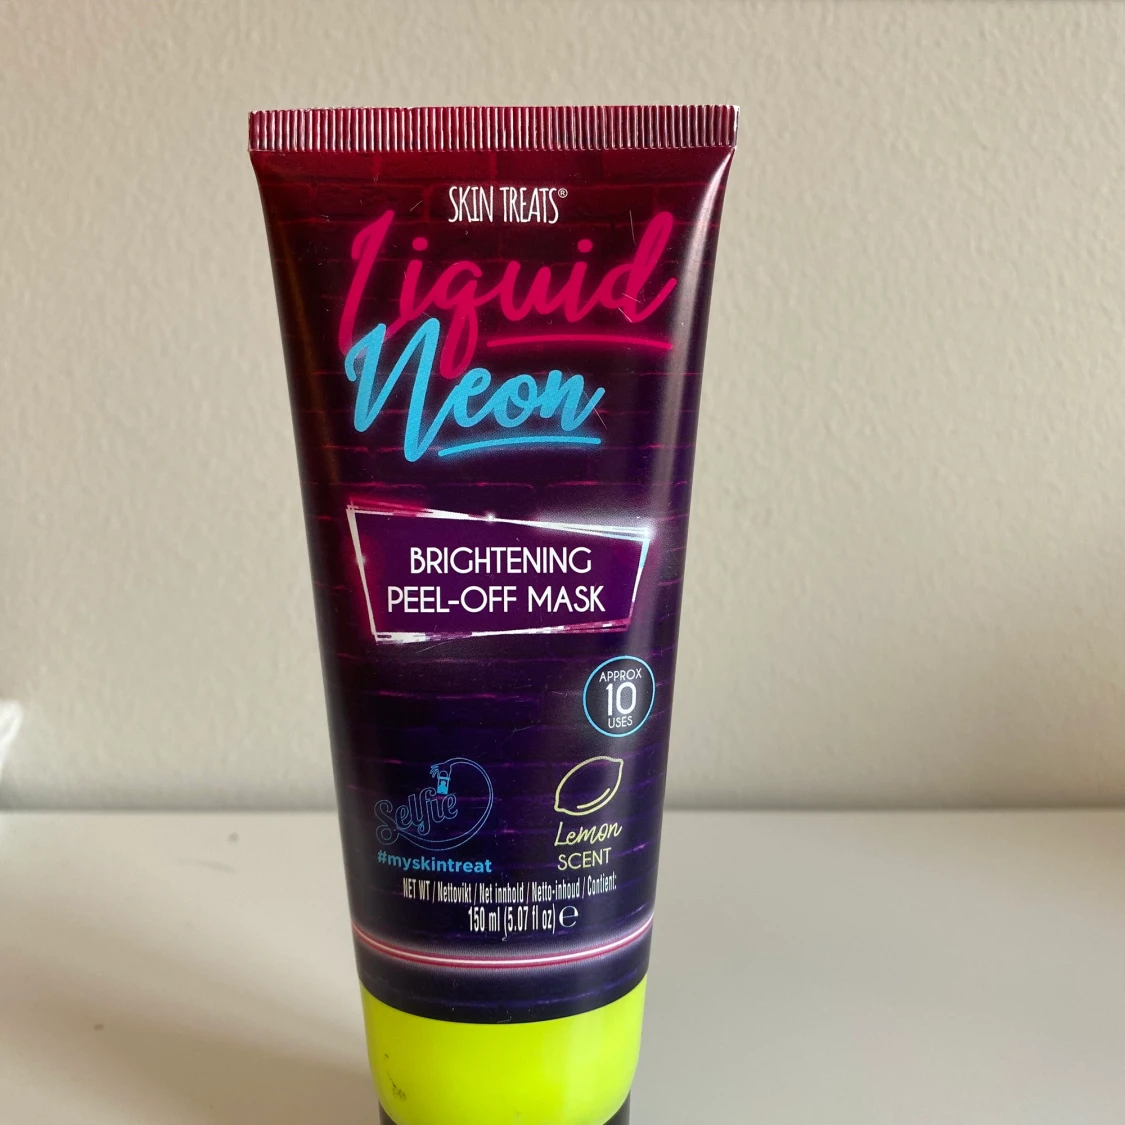 SKIN TREATS®
Liquid
Neon
BRIGHTENING
PEEL-OFF MASK
APPROX
10
USES
Selfie
#myskintreat
Lemon
SCENT
NET WT / Nettovikt / Net innhold / Netto-inhoud / Contient:
150 ml (5.07 fl oz) ℮